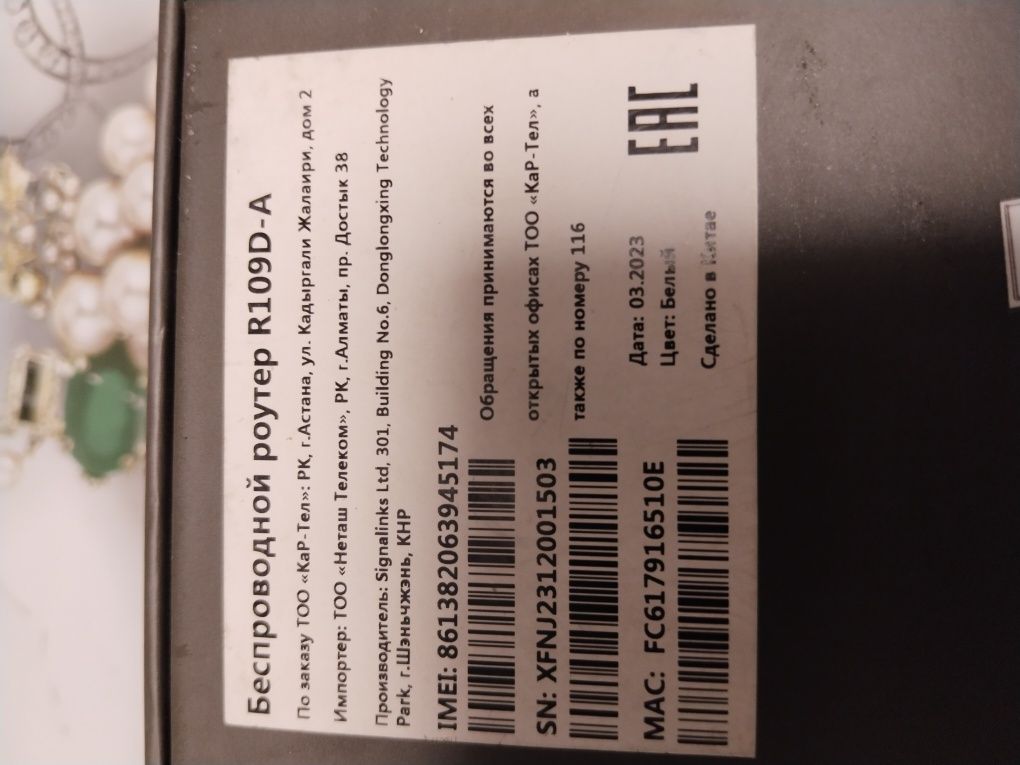 Беспроводной роутер R109D-A
По заказу ТОО «КаР-Тел»: РК, г.Астана, ул. Кадыргали Жалаири, дом 2
Импортер: ТОО «Неташ Телеком», РК, г.Алматы, пр. Достык 38
Производитель: Signalinks Ltd, 301, Building No.6, Donglongxing Technology
Park, г.Шэньчжэнь, КНР
IMEI: 861382063945174
Обращения принимаются во всех
открытых офисах ТОО «КаР-Тел», а
также по номеру 116
SN: XFNJ23120001503
Дата: 03.2023
Цвет: Белый
Сделано в Китае
MAC: FC617916510E
EAC